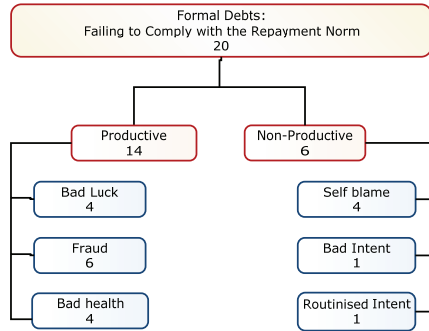 Formal Debts:
Failing to Comply with the Repayment Norm
20
Productive
14
Non-Productive
6
Bad Luck
4
Fraud
6
Bad health
4
Self blame
4
Bad Intent
1
Routinised Intent
1